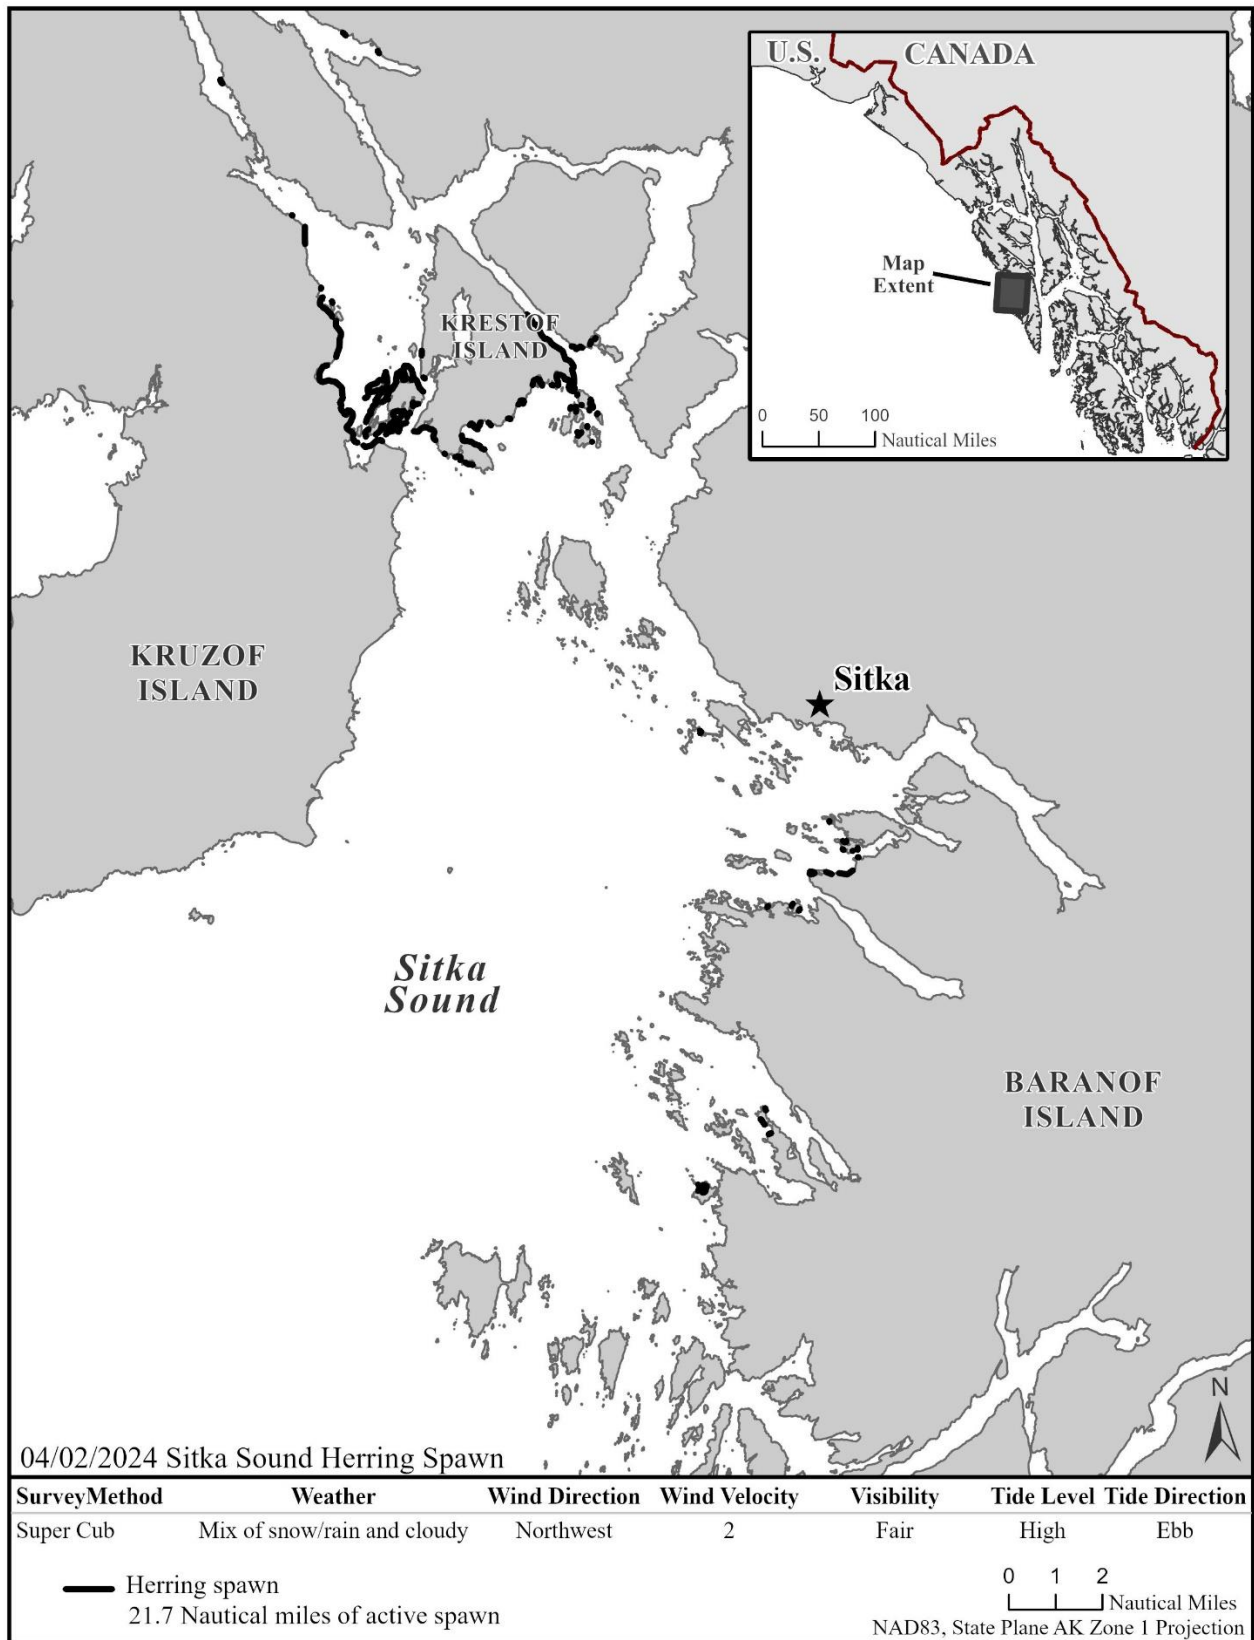 U.S. CANADA
Map
Extent
0 50 100
Nautical Miles
KRESTOF
ISLAND
KRUZOF
ISLAND
Sitka
Sitka
Sound
BARANOF
ISLAND
N
04/02/2024 Sitka Sound Herring Spawn
SurveyMethod Weather Wind Direction Wind Velocity Visibility Tide Level Tide Direction
Super Cub Mix of snow/rain and cloudy Northwest 2 Fair High Ebb
Herring spawn
21.7 Nautical miles of active spawn
0 1 2
Nautical Miles
NAD83, State Plane AK Zone 1 Projection